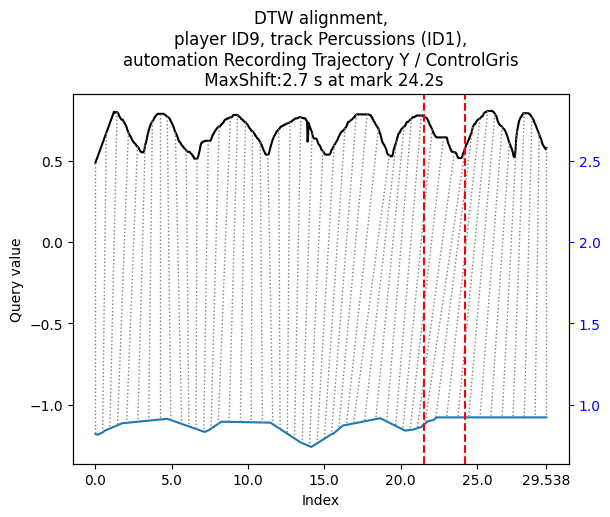 DTW alignment,
player ID9, track Percussions (ID1),
automation Recording Trajectory Y / ControlGris
MaxShift:2.7 s at mark 24.2s
Query value
0.5
0.0
−0.5
−1.0
2.5
2.0
1.5
1.0
0.0 5.0 10.0 15.0 20.0 25.0 29.538
Index